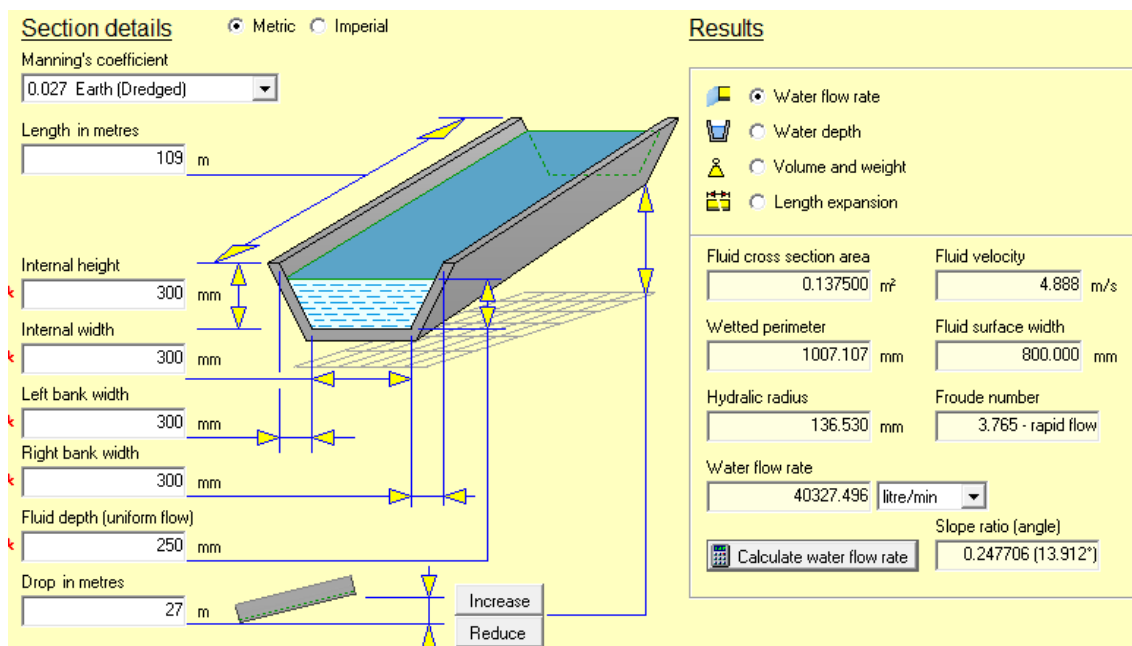 Section details
Metric
Imperial
Manning's coefficient
0.027 Earth (Dredged)
Length in metres
109 m
Internal height
* 300 mm
Internal width
* 300 mm
Left bank width
* 300 mm
Right bank width
* 300 mm
Fluid depth (uniform flow)
* 250 mm
Drop in metres
27 m
Increase
Reduce
Results
Water flow rate
Water depth
Volume and weight
Length expansion
Fluid cross section area
0.137500 m²
Fluid velocity
4.888 m/s
Wetted perimeter
1007.107 mm
Fluid surface width
800.000 mm
Hydralic radius
136.530 mm
Froude number
3.765 - rapid flow
Water flow rate
40327.496 litre/min
Calculate water flow rate
Slope ratio (angle)
0.247706 (13.912°)